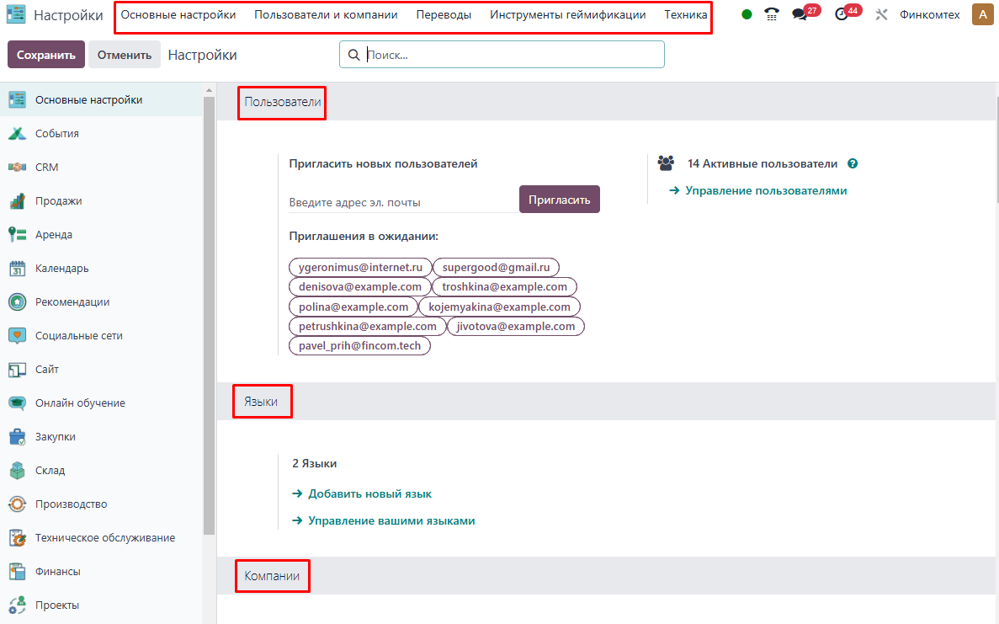 Настройки Основные настройки Пользователи и компании Переводы Инструменты геймификации Техника 27 44 Финкомтех A
Сохранить Отменить Настройки Поиск...
Основные настройки
События
CRM
Продажи
Аренда
31 Календарь
Рекомендации
Социальные сети
Сайт
Онлайн обучение
Закупки
Склад
Производство
Техническое обслуживание
Финансы
Проекты
Пользователи
Пригласить новых пользователей
Введите адрес эл. почты Пригласить
Приглашения в ожидании:
ygeronimus@internet.ru supergood@gmail.ru
denisova@example.com troshkina@example.com
polina@example.com kojemyakina@example.com
petrushkina@example.com jivotova@example.com
pavel_prih@fincom.tech
14 Активные пользователи ?
Управление пользователями
Языки
2 Языки
Добавить новый язык
Управление вашими языками
Компании